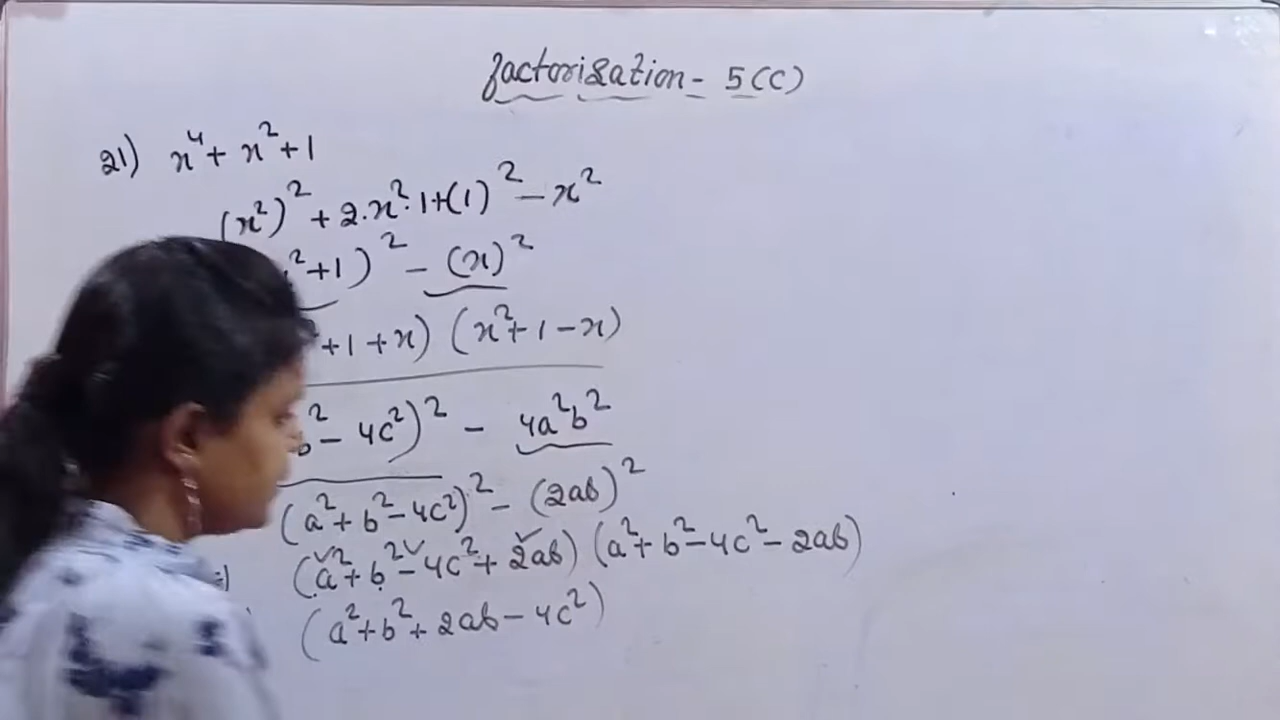 Factorization - 5(C)
21) x⁴ + x² + 1
(x²)² + 2·x²·1 + (1)² - x²
² + 1)² - (x)²
+ 1 + x) (x² + 1 - x)
b² - 4c²)² - 4a²b²
(a² + b² - 4c²)² - (2ab)²
(a² + b² - 4c² + 2ab) (a² + b² - 4c² - 2ab)
(a² + b² + 2ab - 4c²)